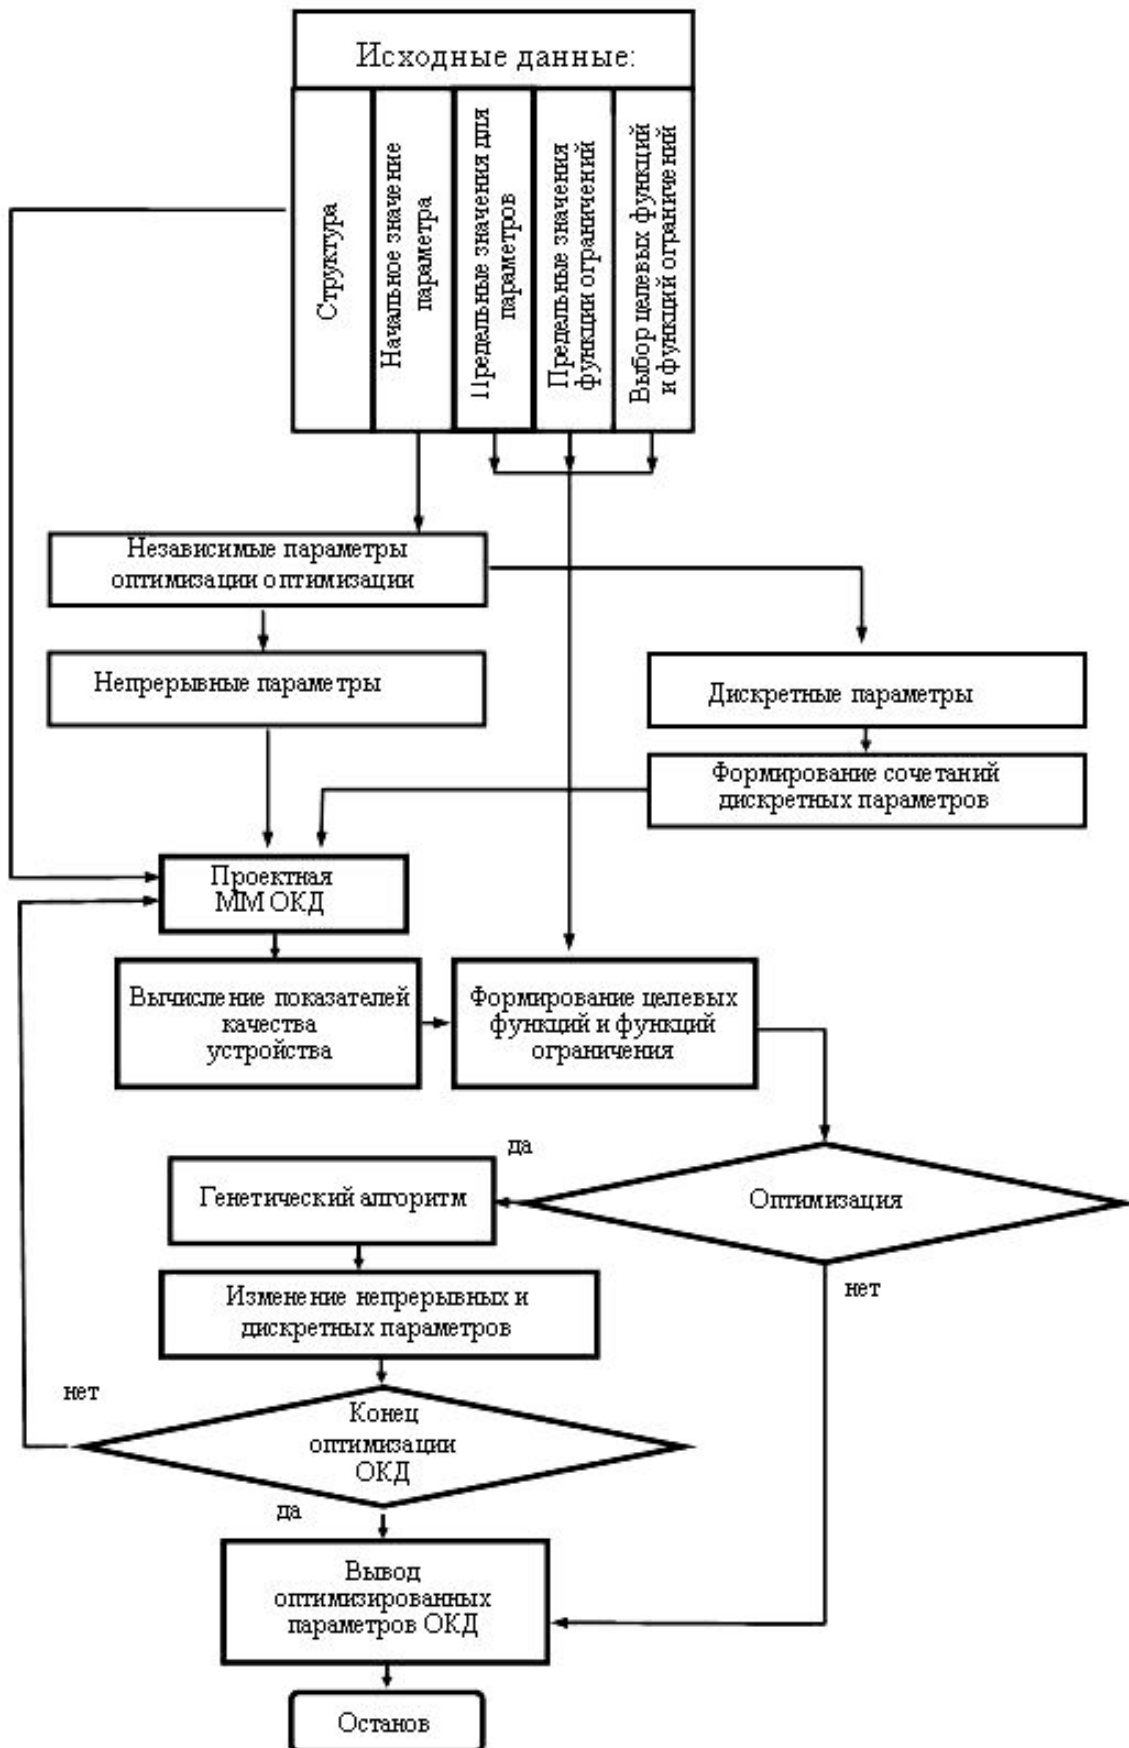 Исходные данные:
Структура
Начальное значение
параметра
Предельные значения для
параметров
Предельные значения
функции ограничений
Выбор целевых функций
и функций ограничений
Независимые параметры
оптимизации оптимизации
Непрерывные параметры
Дискретные параметры
Формирование сочетаний
дискретных параметров
Проектная
ММ ОКД
Вычисление показателей
качества
устройства
Формирование целевых
функций и функций
ограничения
да
Оптимизация
Генетический алгоритм
нет
Изменение непрерывных и
дискретных параметров
нет
Конец
оптимизации
ОКД
да
Вывод
оптимизированных
параметров ОКД
Останов